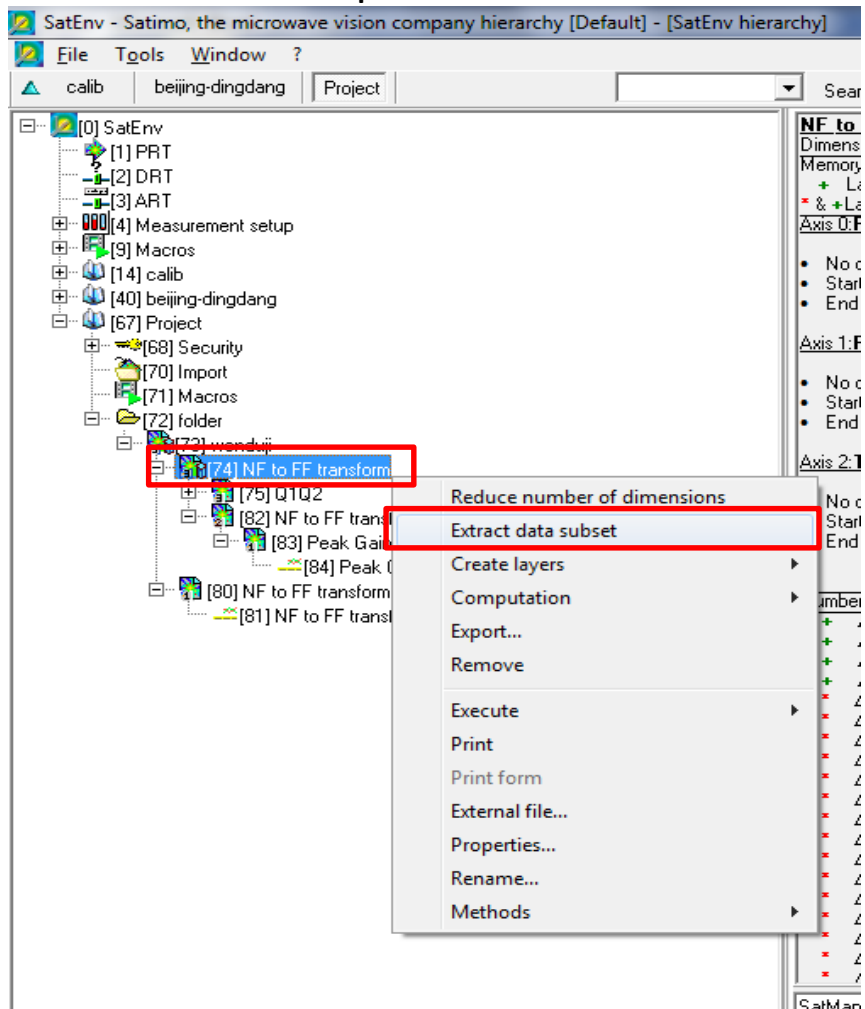 SatEnv - Satimo, the microwave vision company hierarchy [Default] - [SatEnv hierarchy]
File Tools Window ?
calib beijing-dingdang Project Sear
[0] SatEnv
[1] PRT
[2] DRT
[3] ART
[4] Measurement setup
[9] Macros
[14] calib
[40] beijing-dingdang
[67] Project
[68] Security
[70] Import
[71] Macros
[72] folder
[73] wenduji
[74] NF to FF transform
[75] Q1Q2
[82] NF to FF transf
[83] Peak Gain
[84] Peak
[80] NF to FF transform
[81] NF to FF transf
Reduce number of dimensions
Extract data subset
Create layers
Computation
Export...
Remove
Execute
Print
Print form
External file...
Properties...
Rename...
Methods
NF to
Dimens
Memory
+ La
* & +La
Axis 0:F
• No c
• Start
• End
Axis 1:F
• No c
• Start
• End
Axis 2:T
No c
Start
End
umber
SatMap